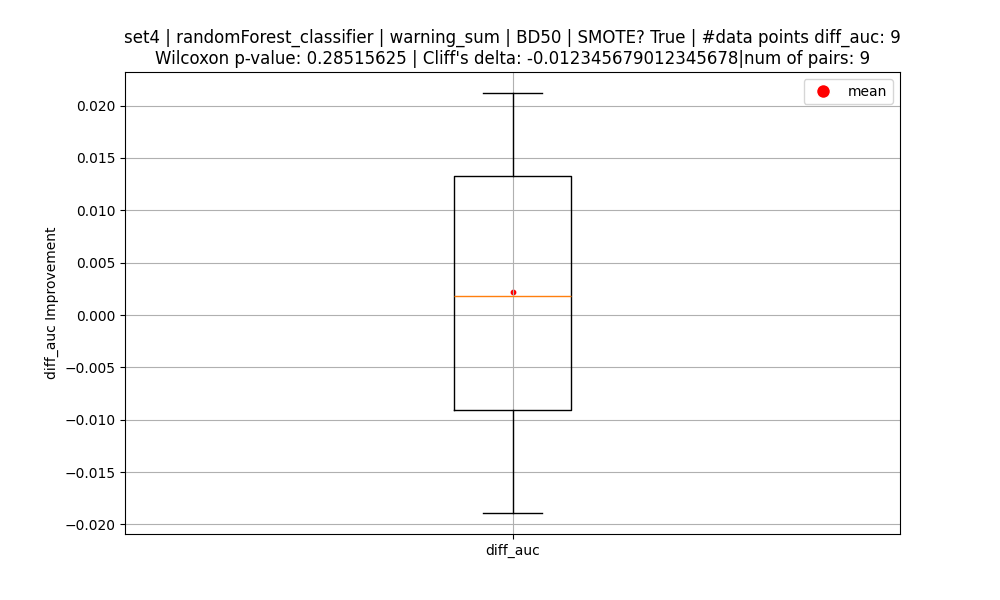 set4 | randomForest_classifier | warning_sum | BD50 | SMOTE? True | #data points diff_auc: 9
Wilcoxon p-value: 0.28515625 | Cliff's delta: -0.012345679012345678|num of pairs: 9
mean
0.020
0.015
0.010
0.005
0.000
−0.005
−0.010
−0.015
−0.020
diff_auc Improvement
diff_auc